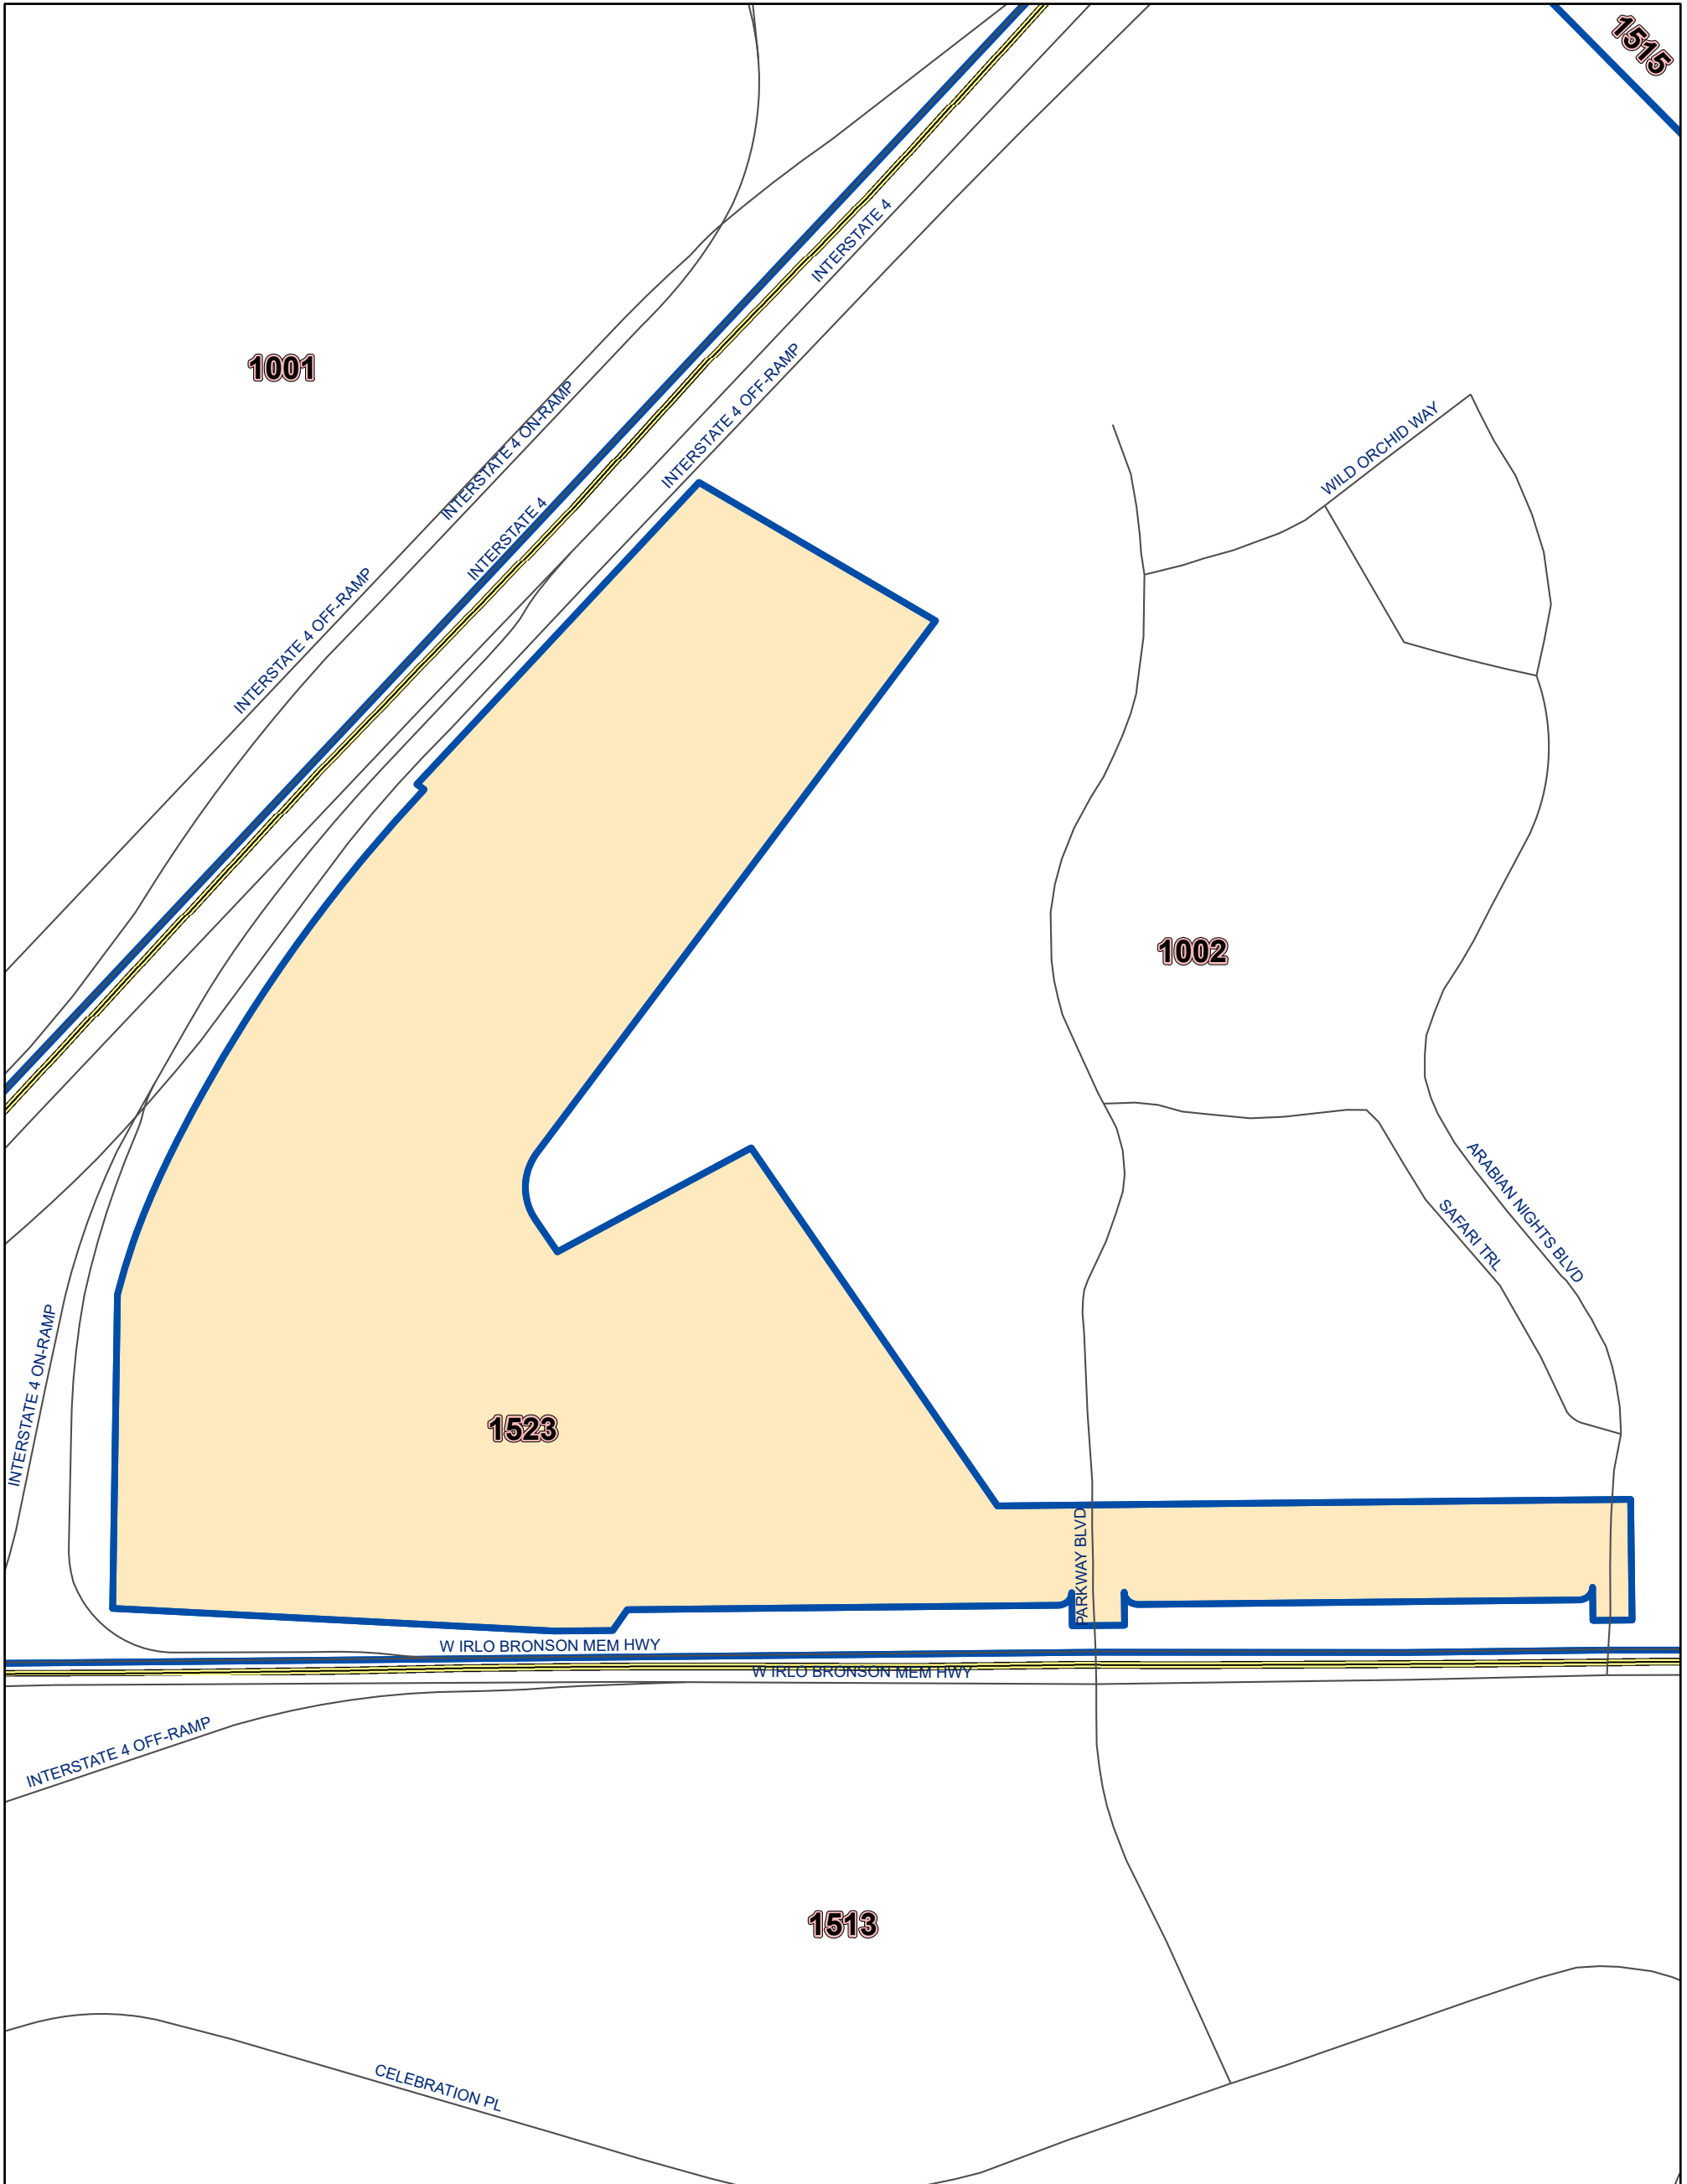 1515
INTERSTATE 4
1001
INTERSTATE 4 OFF-RAMP
INTERSTATE 4 ON-RAMP
WILD ORCHID WAY
INTERSTATE 4
INTERSTATE 4 OFF-RAMP
1002
ARABIAN NIGHTS BLVD
SAFARI TRL
INTERSTATE 4 ON-RAMP
1523
PARKWAY BLVD
W IRLO BRONSON MEM HWY
W IRLO BRONSON MEM HWY
INTERSTATE 4 OFF-RAMP
1513
CELEBRATION PL